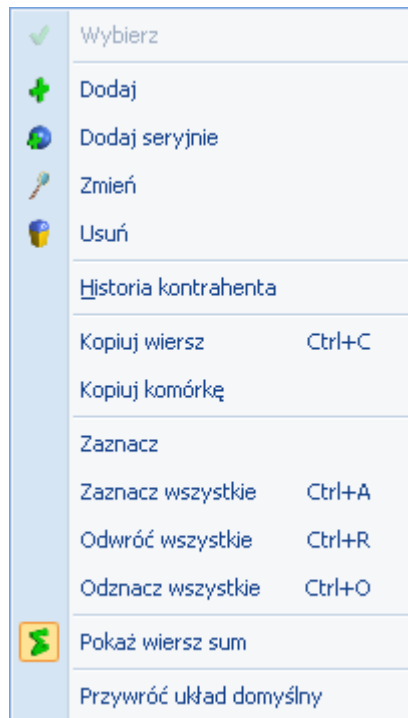 Wybierz
Dodaj
Dodaj seryjnie
Zmień
Usuń
Historia kontrahenta
Kopiuj wiersz Ctrl+C
Kopiuj komórkę
Zaznacz
Zaznacz wszystkie Ctrl+A
Odwróć wszystkie Ctrl+R
Odznacz wszystkie Ctrl+O
Pokaż wiersz sum
Przywróć układ domyślny